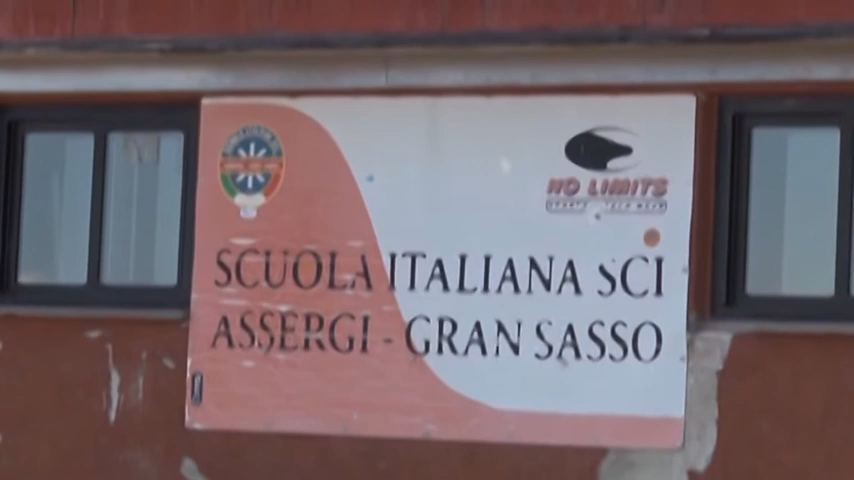 NO LIMITS
SCUOLA ITALIANA SCI
ASSERGI - GRAN SASSO